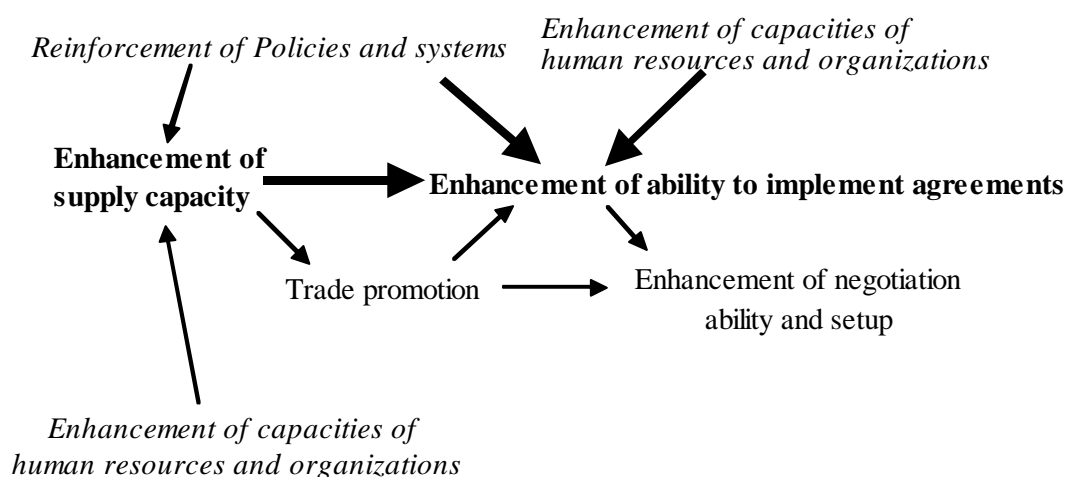 Reinforcement of Policies and systems
Enhancement of capacities of
human resources and organizations
Enhancement of
supply capacity
Enhancement of ability to implement agreements
Trade promotion
Enhancement of negotiation
ability and setup
Enhancement of capacities of
human resources and organizations